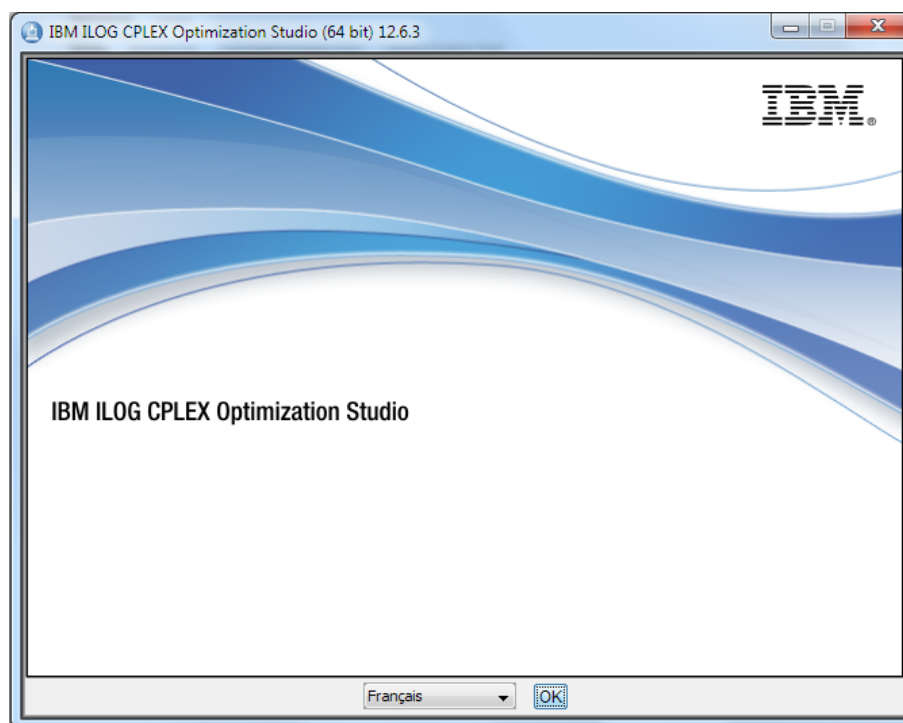 IBM ILOG CPLEX Optimization Studio (64 bit) 12.6.3
IBM®
IBM ILOG CPLEX Optimization Studio
Français
OK